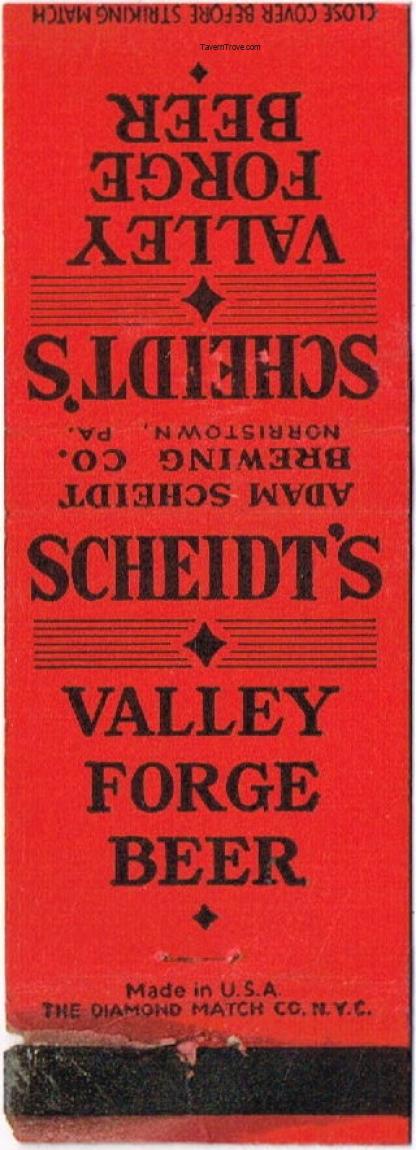 CLOSE COVER BEFORE STRIKING MATCH
TavernTrove.com
SCHEIDT'S
VALLEY
FORGE
BEER
ADAM SCHEIDT
BREWING CO.
NORRISTOWN, PA.
SCHEIDT'S
VALLEY
FORGE
BEER
Made in U.S.A.
THE DIAMOND MATCH CO. N.Y.C.